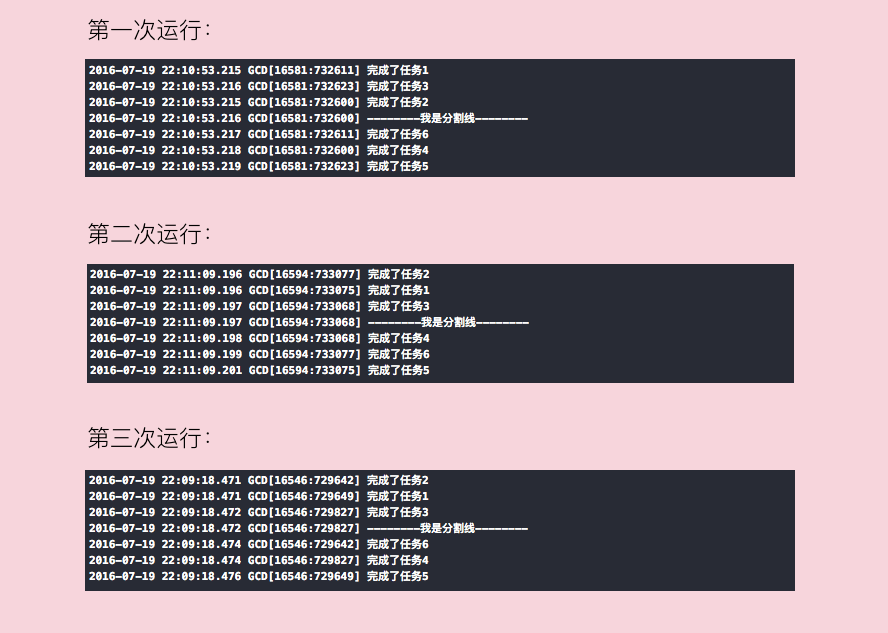 第一次运行：
2016-07-19 22:10:53.215 GCD[16581:732611] 完成了任务1
2016-07-19 22:10:53.216 GCD[16581:732623] 完成了任务3
2016-07-19 22:10:53.215 GCD[16581:732600] 完成了任务2
2016-07-19 22:10:53.216 GCD[16581:732600] --------我是分割线--------
2016-07-19 22:10:53.217 GCD[16581:732611] 完成了任务6
2016-07-19 22:10:53.218 GCD[16581:732600] 完成了任务4
2016-07-19 22:10:53.219 GCD[16581:732623] 完成了任务5
第二次运行：
2016-07-19 22:11:09.196 GCD[16594:733077] 完成了任务2
2016-07-19 22:11:09.196 GCD[16594:733075] 完成了任务1
2016-07-19 22:11:09.197 GCD[16594:733068] 完成了任务3
2016-07-19 22:11:09.197 GCD[16594:733068] --------我是分割线--------
2016-07-19 22:11:09.198 GCD[16594:733068] 完成了任务4
2016-07-19 22:11:09.199 GCD[16594:733077] 完成了任务6
2016-07-19 22:11:09.201 GCD[16594:733075] 完成了任务5
第三次运行：
2016-07-19 22:09:18.471 GCD[16546:729642] 完成了任务2
2016-07-19 22:09:18.471 GCD[16546:729649] 完成了任务1
2016-07-19 22:09:18.472 GCD[16546:729827] 完成了任务3
2016-07-19 22:09:18.472 GCD[16546:729827] --------我是分割线--------
2016-07-19 22:09:18.474 GCD[16546:729642] 完成了任务6
2016-07-19 22:09:18.474 GCD[16546:729827] 完成了任务4
2016-07-19 22:09:18.476 GCD[16546:729649] 完成了任务5